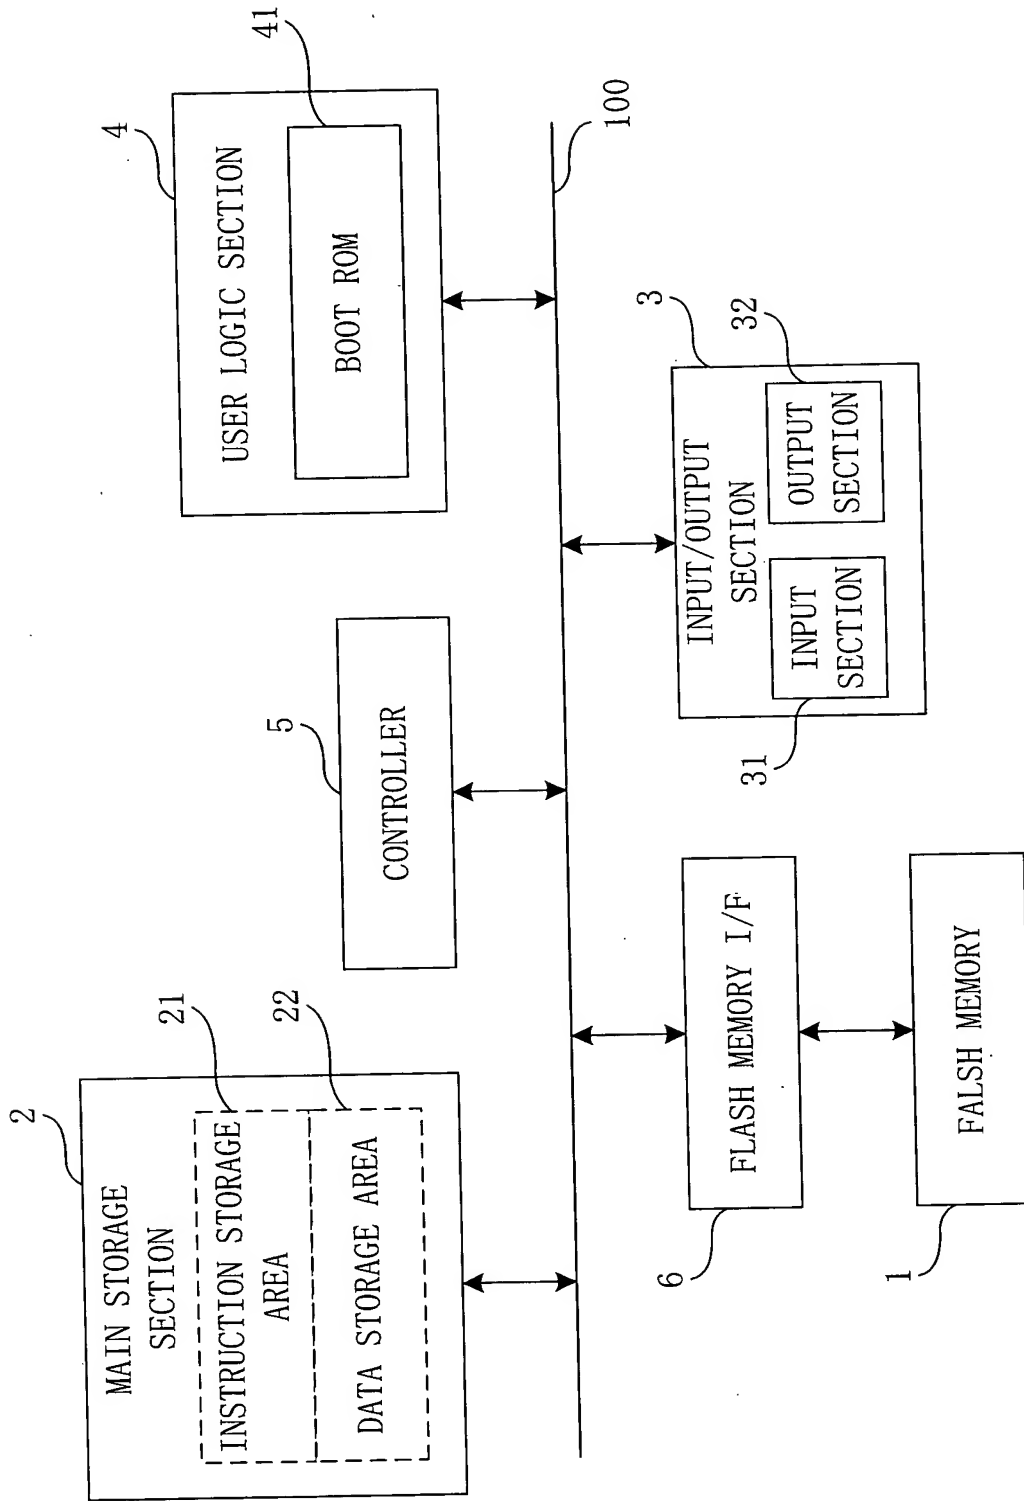 2
MAIN STORAGE
SECTION
21
INSTRUCTION STORAGE
AREA
22
DATA STORAGE AREA
5
CONTROLLER
4
USER LOGIC SECTION
41
BOOT ROM
100
6
FLASH MEMORY I/F
1
FALSH MEMORY
3
INPUT/OUTPUT
SECTION
31
INPUT
SECTION
32
OUTPUT
SECTION